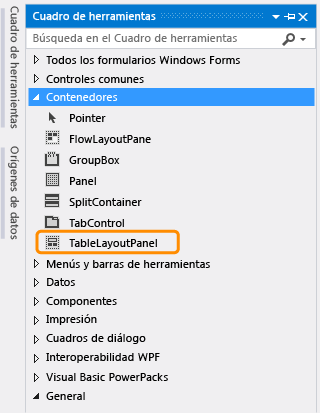 Cuadro de herramientas
Orígenes de datos
Cuadro de herramientas
Búsqueda en el Cuadro de herramientas
Todos los formularios Windows Forms
Controles comunes
Contenedores
Pointer
FlowLayoutPane
GroupBox
Panel
SplitContainer
TabControl
TableLayoutPanel
Menús y barras de herramientas
Datos
Componentes
Impresión
Cuadros de diálogo
Interoperabilidad WPF
Visual Basic PowerPacks
General